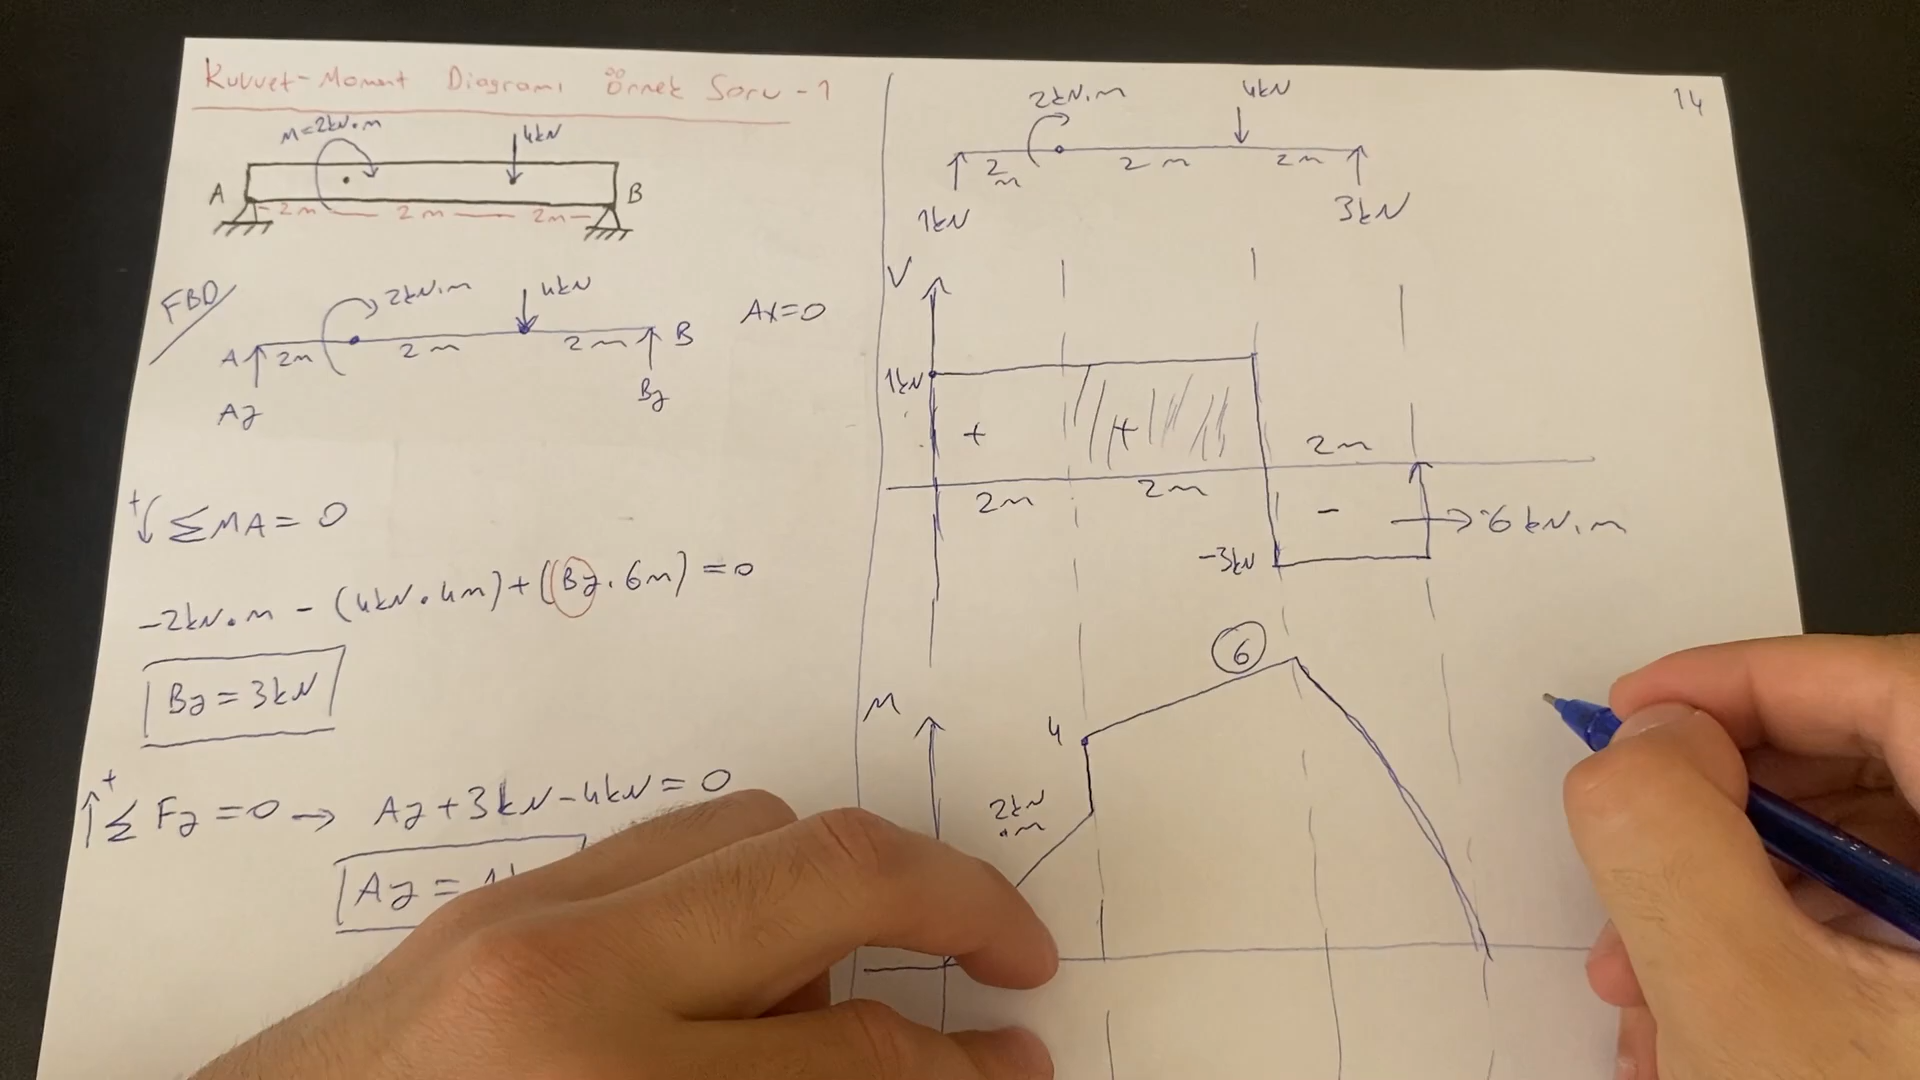 Kuvvet-Moment Diagramı Örnek Soru-1
M=2kN.m
4kN
A
B
2m
2m
2m
FBD
2kN.m
4kN
Ax=0
A
2m
2m
2m
B
Ay
By
+ ΣMA=0
-2kN.m - (4kN.4m)+(By.6m)=0
By=3kN
+ ΣFy=0 → Ay+3kN-4kN=0
Ay=1
14
2kN.m
4kN
2m
2m
2m
1kN
3kN
V
1kN
+
+
2m
2m
2m
-
-6kN.m
-3kN
M
6
4
2kN
.m